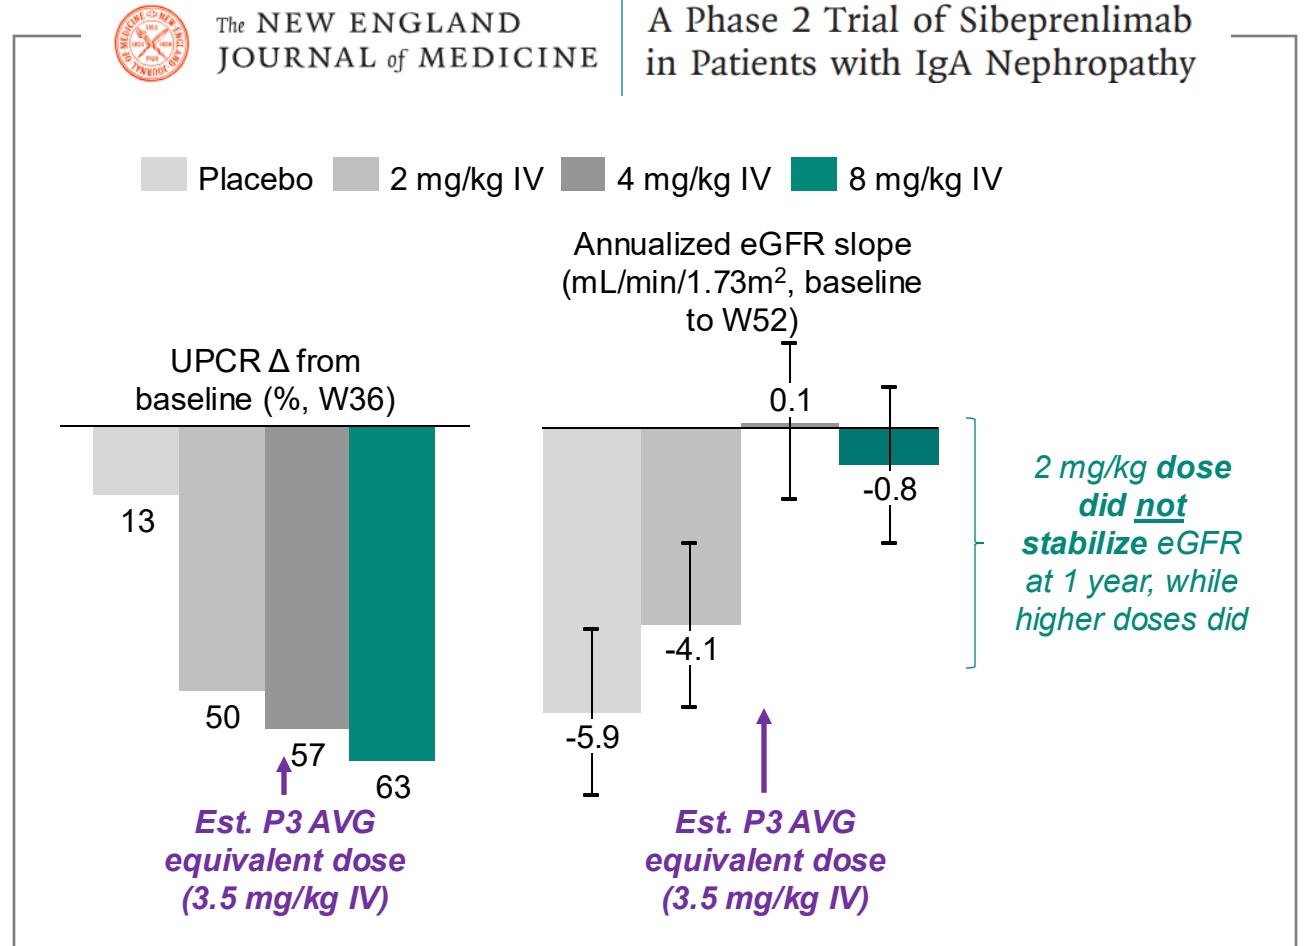 The NEW ENGLAND
JOURNAL of MEDICINE
A Phase 2 Trial of Sibeprenlimab
in Patients with IgA Nephropathy
Placebo
2 mg/kg IV
4 mg/kg IV
8 mg/kg IV
UPCR Δ from
baseline (%, W36)
13
50
57
63
Est. P3 AVG
equivalent dose
(3.5 mg/kg IV)
Annualized eGFR slope
(mL/min/1.73m², baseline
to W52)
-5.9
-4.1
0.1
-0.8
Est. P3 AVG
equivalent dose
(3.5 mg/kg IV)
2 mg/kg dose
did not
stabilize eGFR
at 1 year, while
higher doses did